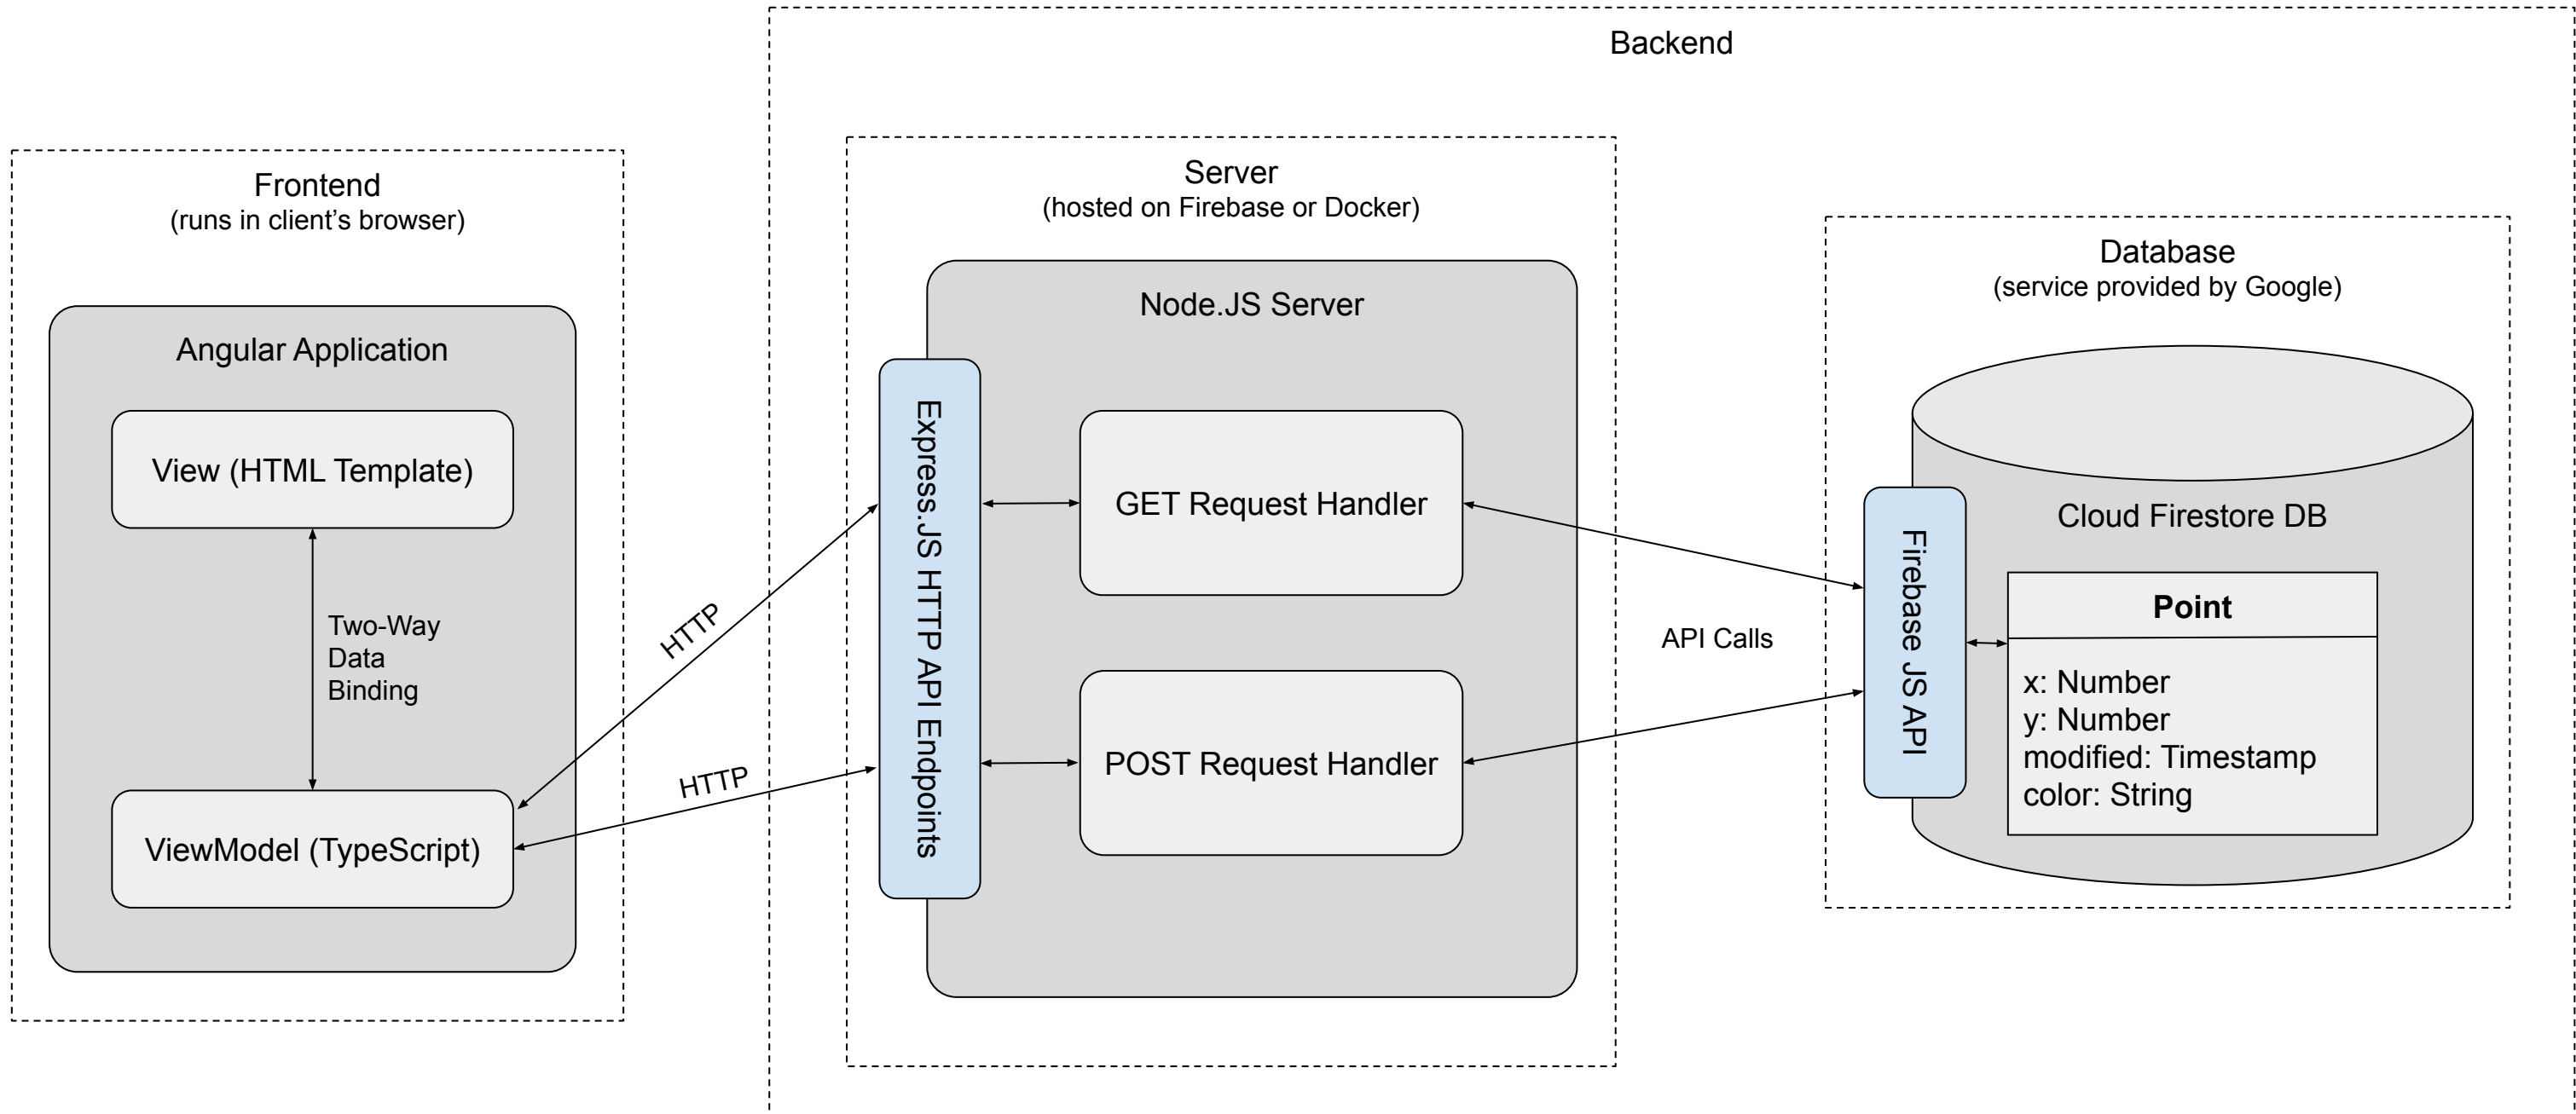 Backend
Frontend
(runs in client’s browser)
Angular Application
View (HTML Template)
Two-Way
Data
Binding
ViewModel (TypeScript)
HTTP
HTTP
Server
(hosted on Firebase or Docker)
Node.JS Server
Express.JS HTTP API Endpoints
GET Request Handler
POST Request Handler
API Calls
Database
(service provided by Google)
Cloud Firestore DB
Firebase JS API
Point
x: Number
y: Number
modified: Timestamp
color: String